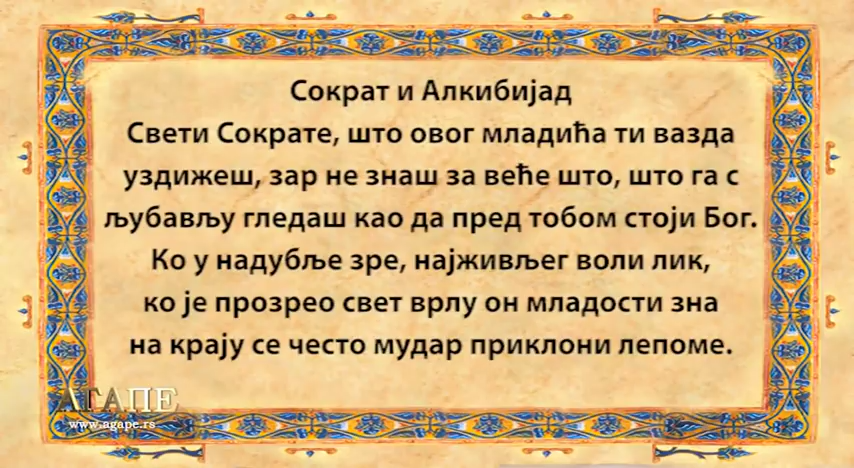 Сократ и Алкибијад
Свети Сократе, што овог младића ти вазда
уздижеш, зар не знаш за веће што, што га с
љубављу гледаш као да пред тобом стоји Бог.
Ко у надубље зре, најживљег воли лик,
ко је прозрео свет врлу он младости зна
на крају се често мудар приклони лепоме.
АГАПЕ
www.agape.rs